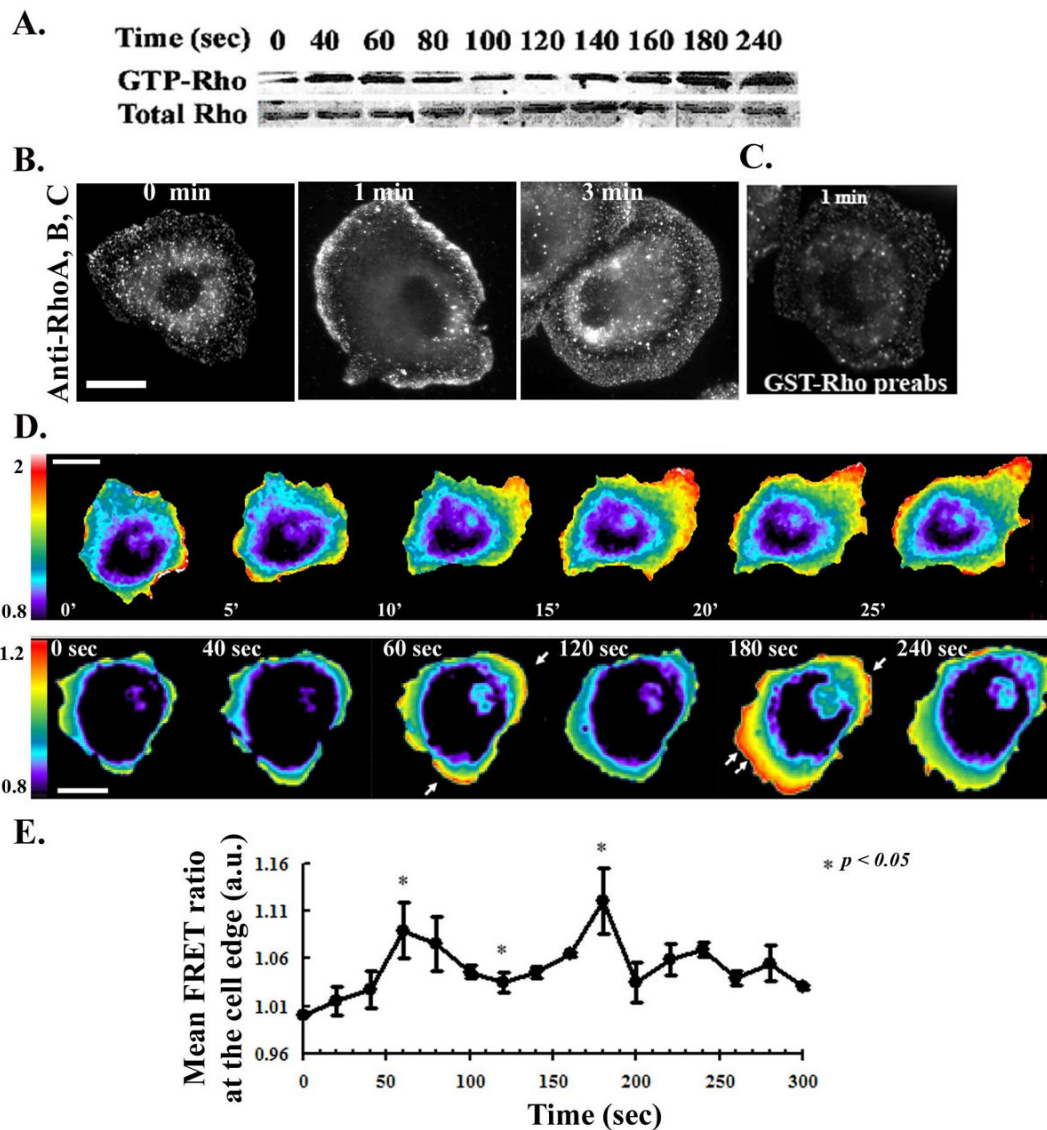 A.
Time (sec) 0 40 60 80 100 120 140 160 180 240
GTP-Rho
Total Rho
B.
C.
Anti-RhoA, B, C
0 min
1 min
3 min
1 min
GST-Rho preabs
D.
2
0.8
0’ 5’ 10’ 15’ 20’ 25’
1.2
0.8
0 sec 40 sec 60 sec 120 sec 180 sec 240 sec
E.
Mean FRET ratio
at the cell edge (a.u.)
1.16
1.11
1.06
1.01
0.96
* * *
* p < 0.05
0 50 100 150 200 250 300
Time (sec)